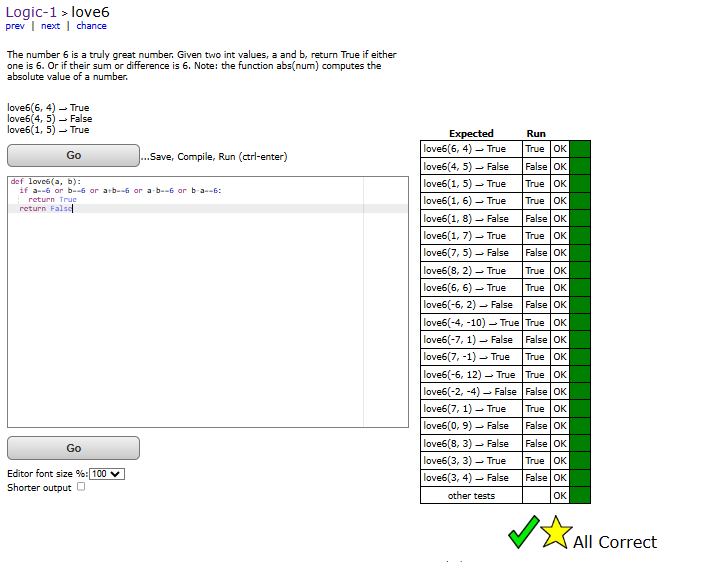 Logic-1 > love6
prev | next | chance
The number 6 is a truly great number. Given two int values, a and b, return True if either
one is 6. Or if their sum or difference is 6. Note: the function abs(num) computes the
absolute value of a number.
love6(6, 4) → True
love6(4, 5) → False
love6(1, 5) → True
Go
...Save, Compile, Run (ctrl-enter)
def love6(a, b):
if a==6 or b==6 or a+b==6 or a-b==6 or b-a==6:
return True
return False
Go
Editor font size %: 100
Shorter output
Expected Run
love6(6, 4) → True True OK
love6(4, 5) → False False OK
love6(1, 5) → True True OK
love6(1, 6) → True True OK
love6(1, 8) → False False OK
love6(1, 7) → True True OK
love6(7, 5) → False False OK
love6(8, 2) → True True OK
love6(6, 6) → True True OK
love6(-6, 2) → False False OK
love6(-4, -10) → True True OK
love6(-7, 1) → False False OK
love6(7, -1) → True True OK
love6(-6, 12) → True True OK
love6(-2, -4) → False False OK
love6(7, 1) → True True OK
love6(0, 9) → False False OK
love6(8, 3) → False False OK
love6(3, 3) → True True OK
love6(3, 4) → False False OK
other tests OK
All Correct